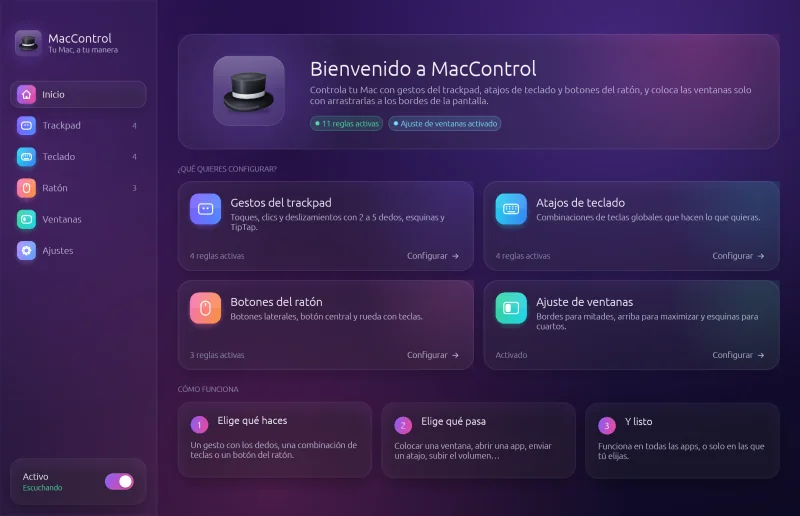 MacControl
Tu Mac, a tu manera
Inicio
Trackpad 4
Teclado 4
Ratón 3
Ventanas
Ajustes
Activo
Escuchando
Bienvenido a MacControl
Controla tu Mac con gestos del trackpad, atajos de teclado y botones del ratón, y coloca las ventanas solo
con arrastrarlas a los bordes de la pantalla.
11 reglas activas
Ajuste de ventanas activado
¿QUÉ QUIERES CONFIGURAR?
Gestos del trackpad
Toques, clics y deslizamientos con 2 a 5 dedos, esquinas y
TipTap.
4 reglas activas
Configurar →
Atajos de teclado
Combinaciones de teclas globales que hacen lo que quieras.
4 reglas activas
Configurar →
Botones del ratón
Botones laterales, botón central y rueda con teclas.
3 reglas activas
Configurar →
Ajuste de ventanas
Bordes para mitades, arriba para maximizar y esquinas para
cuartos.
Activado
Configurar →
CÓMO FUNCIONA
1 Elige qué haces
Un gesto con los dedos, una combinación de
teclas o un botón del ratón.
2 Elige qué pasa
Colocar una ventana, abrir una app, enviar
un atajo, subir el volumen…
3 Y listo
Funciona en todas las apps, o solo en las que
tú elijas.